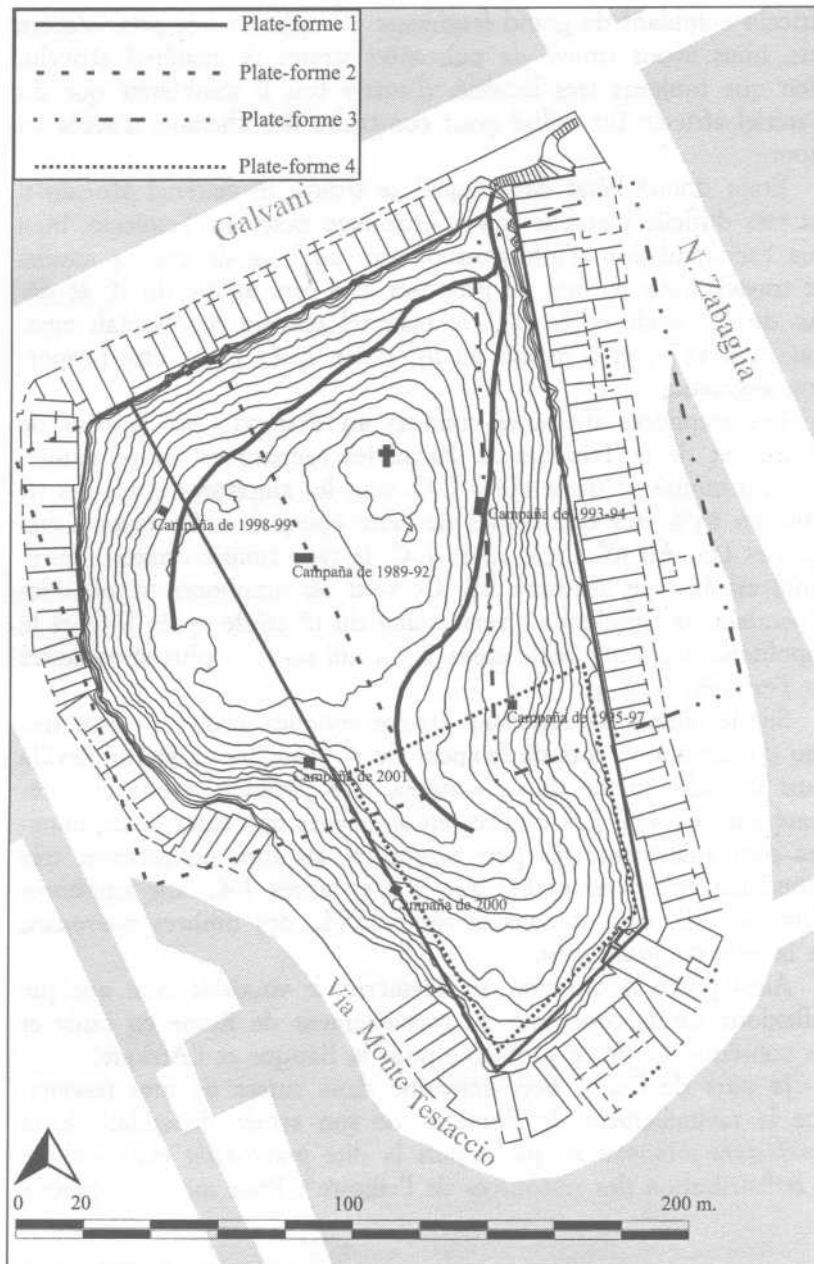 Plate-forme 1
Plate-forme 2
Plate-forme 3
Plate-forme 4
Galvani
N. Zabaglia
Campaña de 1998-99
Campaña de 1993-94
Campaña de 1989-92
Campaña de 1995-97
Campaña de 2001
Campaña de 2000
Via Monte Testaccio
0 20 100 200 m.